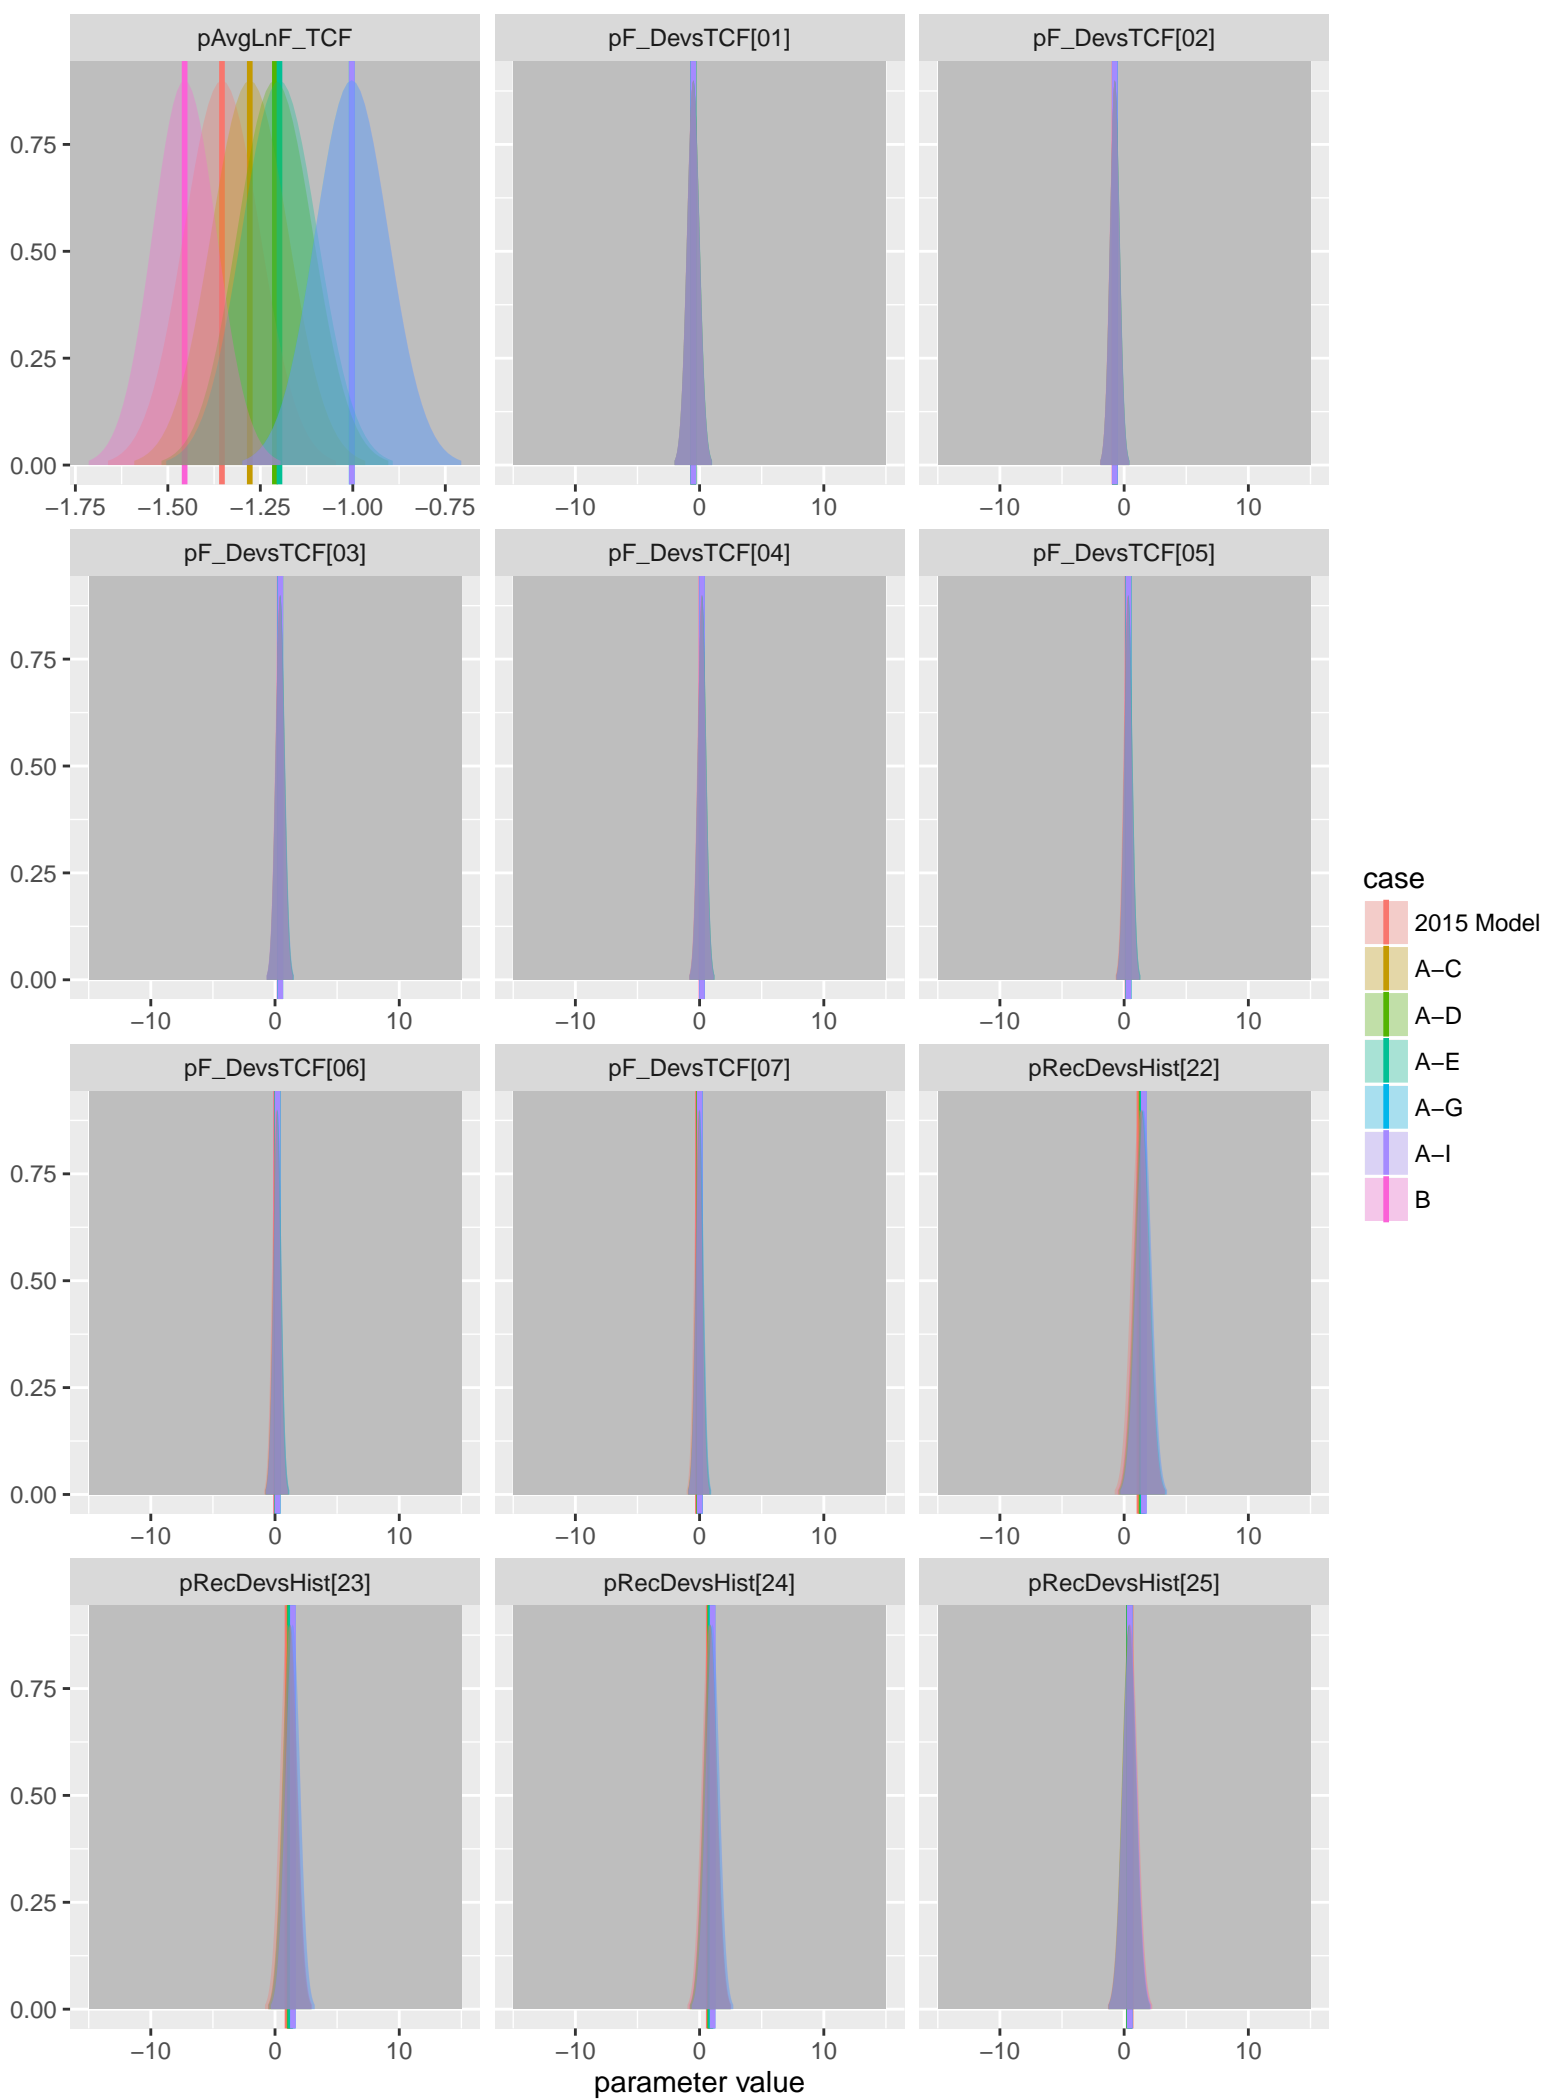 pAvgLnF_TCF pF_DevsTCF[01] pF_DevsTCF[02]
0.75
0.50
0.25
0.00
−1.75 −1.50 −1.25 −1.00 −0.75 −10 0 10 −10 0 10
pF_DevsTCF[03] pF_DevsTCF[04] pF_DevsTCF[05]
0.75
0.50
0.25
0.00
−10 0 10 −10 0 10 −10 0 10
pF_DevsTCF[06] pF_DevsTCF[07] pRecDevsHist[22]
0.75
0.50
0.25
0.00
−10 0 10 −10 0 10 −10 0 10
pRecDevsHist[23] pRecDevsHist[24] pRecDevsHist[25]
0.75
0.50
0.25
0.00
−10 0 10 −10 0 10 −10 0 10
parameter value
case
2015 Model
A−C
A−D
A−E
A−G
A−I
B